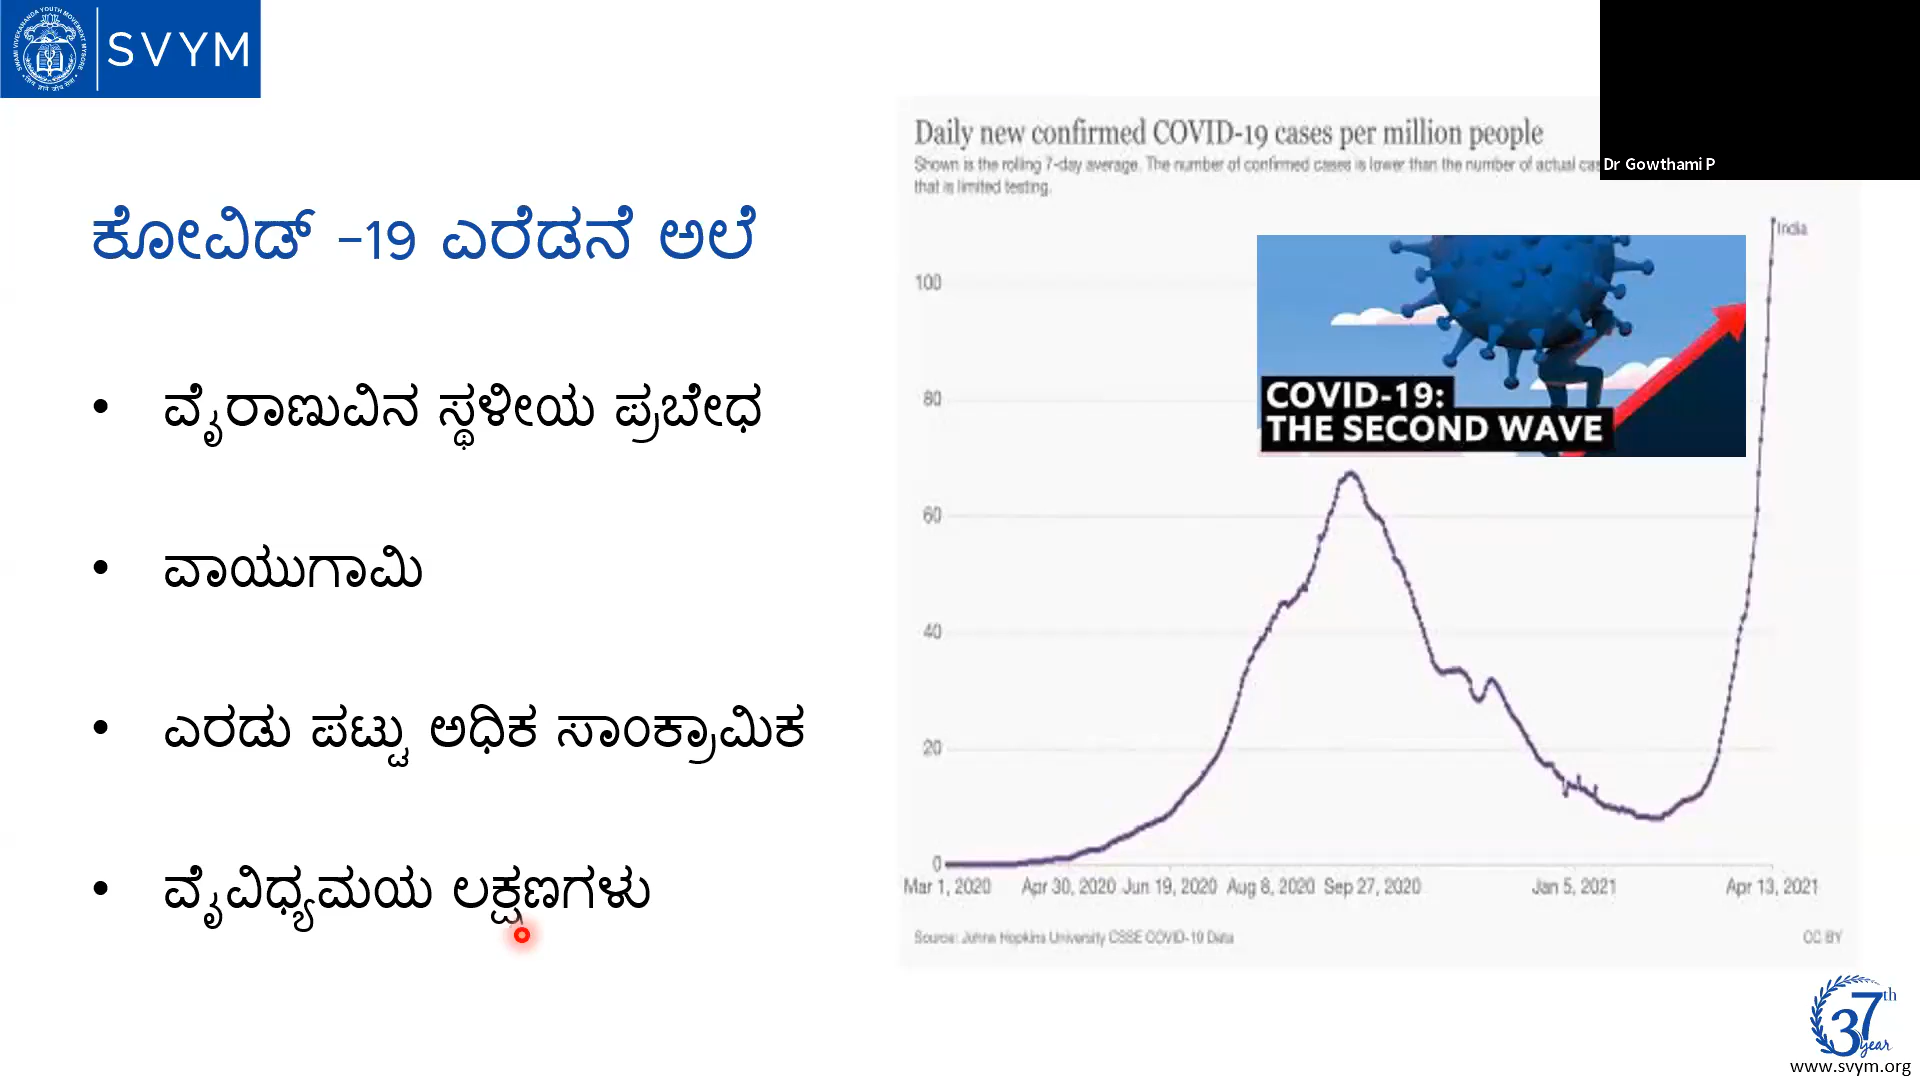 SVYM
ಕೋವಿಡ್ -19 ಎರೆಡನೆ ಅಲೆ
• ವೈರಾಣುವಿನ ಸ್ಥಳೀಯ ಪ್ರಬೇಧ
• ವಾಯುಗಾಮಿ
• ಎರಡು ಪಟ್ಟು ಅಧಿಕ ಸಾಂಕ್ರಾಮಿಕ
• ವೈವಿಧ್ಯಮಯ ಲಕ್ಷಣಗಳು
Daily new confirmed COVID-19 cases per million people
Shown is the rolling 7-day average. The number of confirmed cases is lower than the number of actual
that is limited testing.
Dr Gowthami P
India
COVID-19:
THE SECOND WAVE
100
80
60
40
20
0
Mar 1, 2020 Apr 30, 2020 Jun 19, 2020 Aug 8, 2020 Sep 27, 2020 Jan 5, 2021 Apr 13, 2021
Source: Johns Hopkins University CSSE COVID-19 Data
CC BY
37th
year
www.svym.org